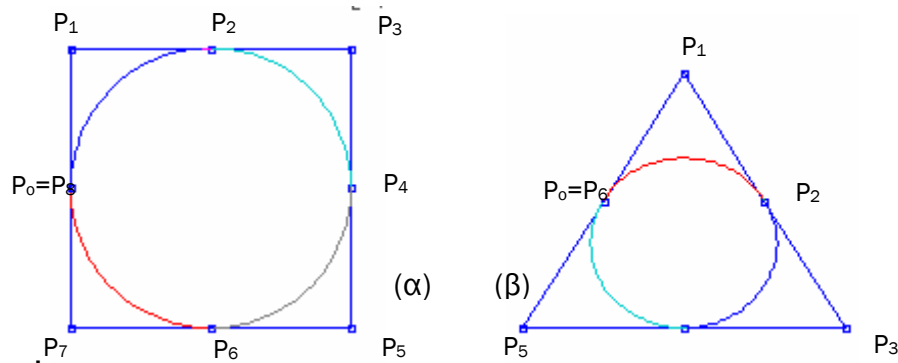 P₁ P₂ P₃
P₁
P₀=P₈ P₄
P₀=P₆ P₂
(α) (β)
P₇ P₆ P₅
P₅ P₃